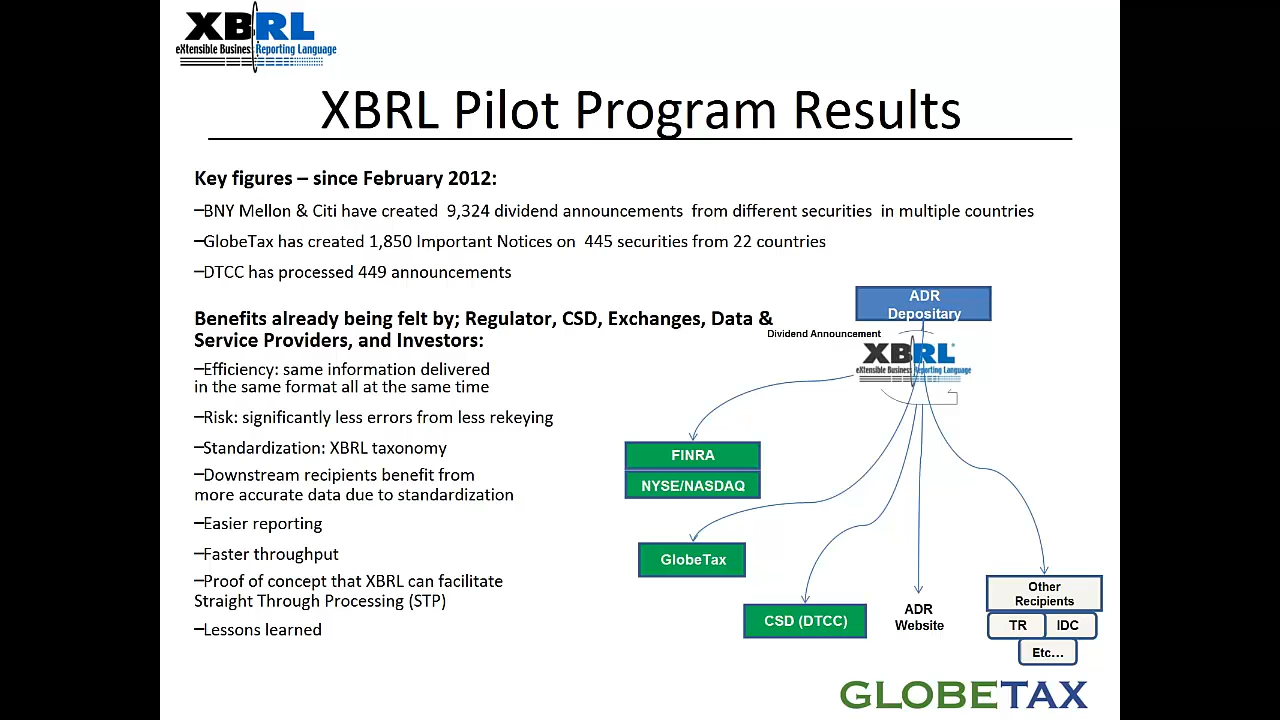 XBRL
eXtensible Business Reporting Language
XBRL Pilot Program Results
Key figures – since February 2012:
–BNY Mellon & Citi have created 9,324 dividend announcements from different securities in multiple countries
–GlobeTax has created 1,850 Important Notices on 445 securities from 22 countries
–DTCC has processed 449 announcements
Benefits already being felt by; Regulator, CSD, Exchanges, Data &
Service Providers, and Investors:
–Efficiency: same information delivered
in the same format all at the same time
–Risk: significantly less errors from less rekeying
–Standardization: XBRL taxonomy
–Downstream recipients benefit from
more accurate data due to standardization
–Easier reporting
–Faster throughput
–Proof of concept that XBRL can facilitate
Straight Through Processing (STP)
–Lessons learned
ADR
Depositary
Dividend Announcement
XBRL®
eXtensible Business Reporting Language
FINRA
NYSE/NASDAQ
GlobeTax
CSD (DTCC)
ADR
Website
Other
Recipients
TR IDC
Etc...
GLOBETAX